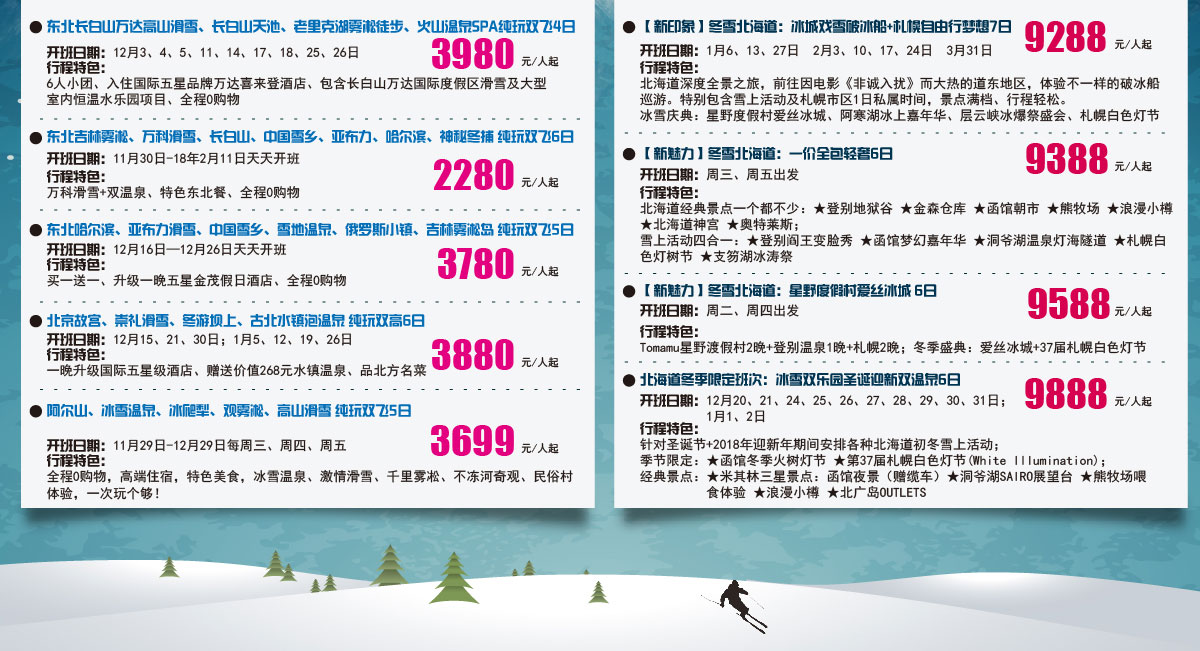 ● 东北长白山万达高山滑雪、长白山天池、老里克湖雾凇徒步、火山温泉SPA纯玩双飞4日
开班日期：12月3、4、5、11、14、17、18、25、26日
3980 元/人起
行程特色：
6人小团、入住国际五星品牌万达喜来登酒店、包含长白山万达国际度假区滑雪及大型
室内恒温水乐园项目、全程0购物
● 东北吉林雾凇、万科滑雪、长白山、中国雪乡、亚布力、哈尔滨、神秘冬捕 纯玩双飞6日
开班日期：11月30日-18年2月11日天天开班
2280 元/人起
行程特色：
万科滑雪+双温泉、特色东北餐、全程0购物
● 东北哈尔滨、亚布力滑雪、中国雪乡、雪地温泉、俄罗斯小镇、吉林雾凇岛 纯玩双飞5日
开班日期：12月16日—12月26日天天开班
3780 元/人起
行程特色：
买一送一、升级一晚五星金茂假日酒店、全程0购物
● 北京故宫、崇礼滑雪、冬游坝上、古北水镇泡温泉 纯玩双高6日
开班日期：12月15、21、30日；1月5、12、19、26日
3880 元/人起
行程特色：
一晚升级国际五星级酒店、赠送价值268元水镇温泉、品北方名菜
● 阿尔山、冰雪温泉、冰爬犁、观雾凇、高山滑雪 纯玩双飞5日
开班日期：11月29日-12月29日每周三、周四、周五
3699 元/人起
行程特色：
全程0购物，高端住宿，特色美食，冰雪温泉、激情滑雪、千里雾凇、不冻河奇观、民俗村
体验，一次玩个够！
● 【新印象】冬雪北海道：冰城戏雪破冰船+札幌自由行梦想7日
开班日期：1月6、13、27日 2月3、10、17、24日 3月31日
9288 元/人起
行程特色：
北海道深度全景之旅，前往因电影《非诚入扰》而大热的道东地区，体验不一样的破冰船
巡游。特别包含雪上活动及札幌市区1日私属时间，景点满档、行程轻松。
冰雪庆典：星野度假村爱丝冰城、阿寒湖冰上嘉年华、层云峡冰爆祭盛会、札幌白色灯节
● 【新魅力】冬雪北海道：一价全包轻奢6日
开班日期：周三、周五出发
9388 元/人起
行程特色：
北海道经典景点一个都不少：★登别地狱谷 ★金森仓库 ★函馆朝市 ★熊牧场 ★浪漫小樽
★北海道神宫 ★奥特莱斯；
雪上活动四合一：★登别阎王变脸秀 ★函馆梦幻嘉年华 ★洞爷湖温泉灯海隧道 ★札幌白
色灯树节 ★支笏湖冰涛祭
● 【新魅力】冬雪北海道：星野度假村爱丝冰城 6日
开班日期：周二、周四出发
9588 元/人起
行程特色：
Tomamu星野渡假村2晚+登别温泉1晚+札幌2晚；冬季盛典：爱丝冰城+37届札幌白色灯节
● 北海道冬季限定班次：冰雪双乐园圣诞迎新双温泉6日
开班日期：12月20、21、24、25、26、27、28、29、30、31日；
1月1、2日
9888 元/人起
行程特色：
针对圣诞节+2018年迎新年期间安排各种北海道初冬雪上活动；
季节限定：★函馆冬季火树灯节 ★第37届札幌白色灯节(White Illumination)；
经典景点：★米其林三星景点：函馆夜景（赠缆车）★洞爷湖SAIRO展望台 ★熊牧场喂
食体验 ★浪漫小樽 ★北广岛OUTLETS